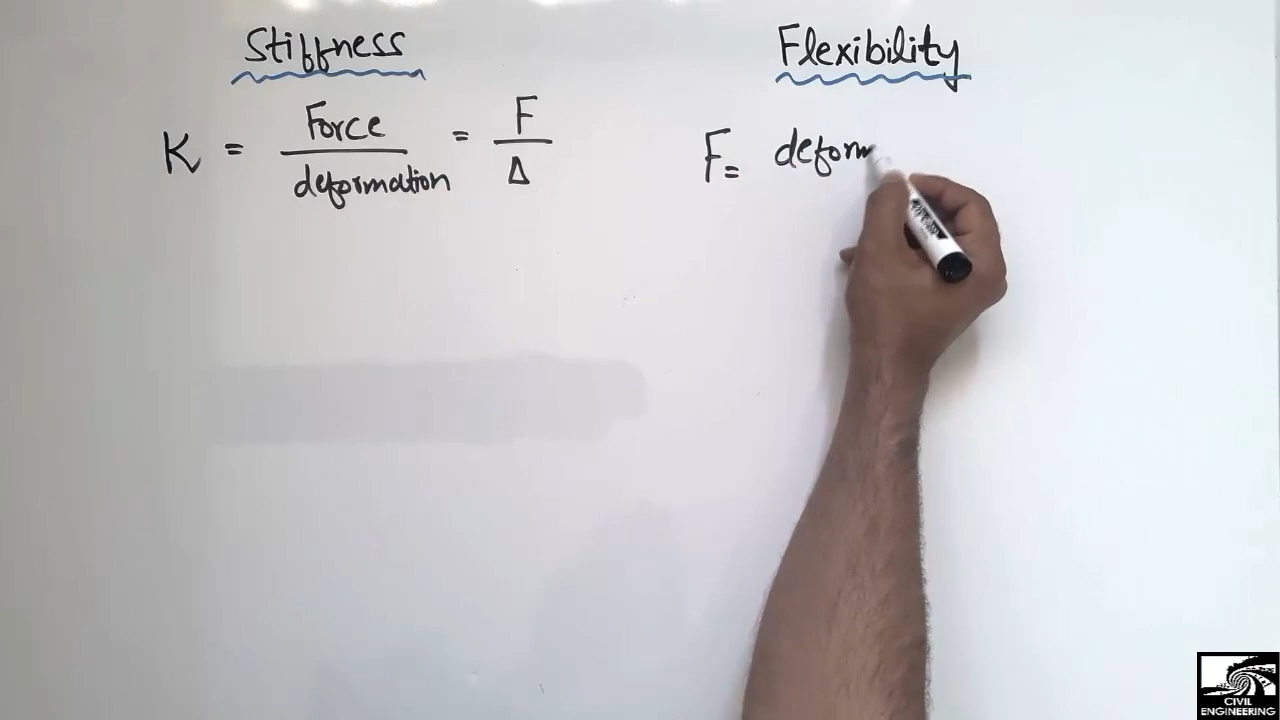 Stiffness
K = Force / deformation = F / Δ
Flexibility
F = deform
CIVIL
ENGINEERING